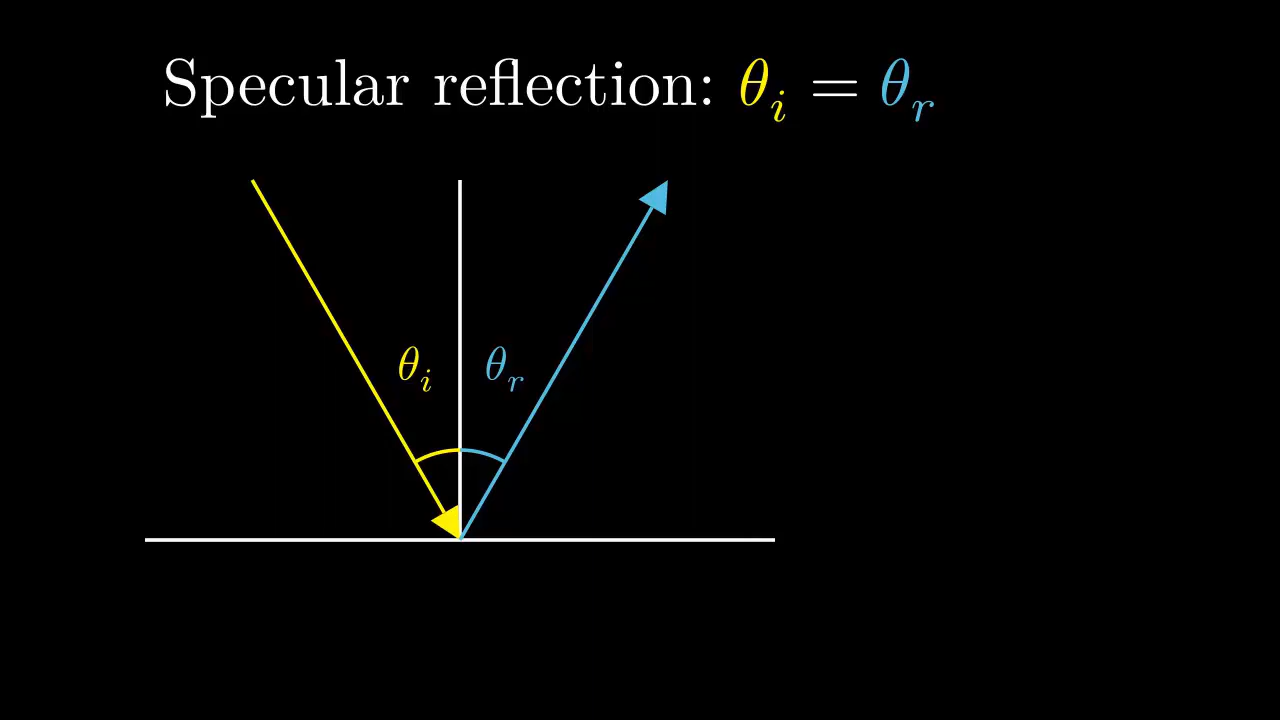 Specular reflection: θᵢ = θᵣ
θᵢ θᵣ